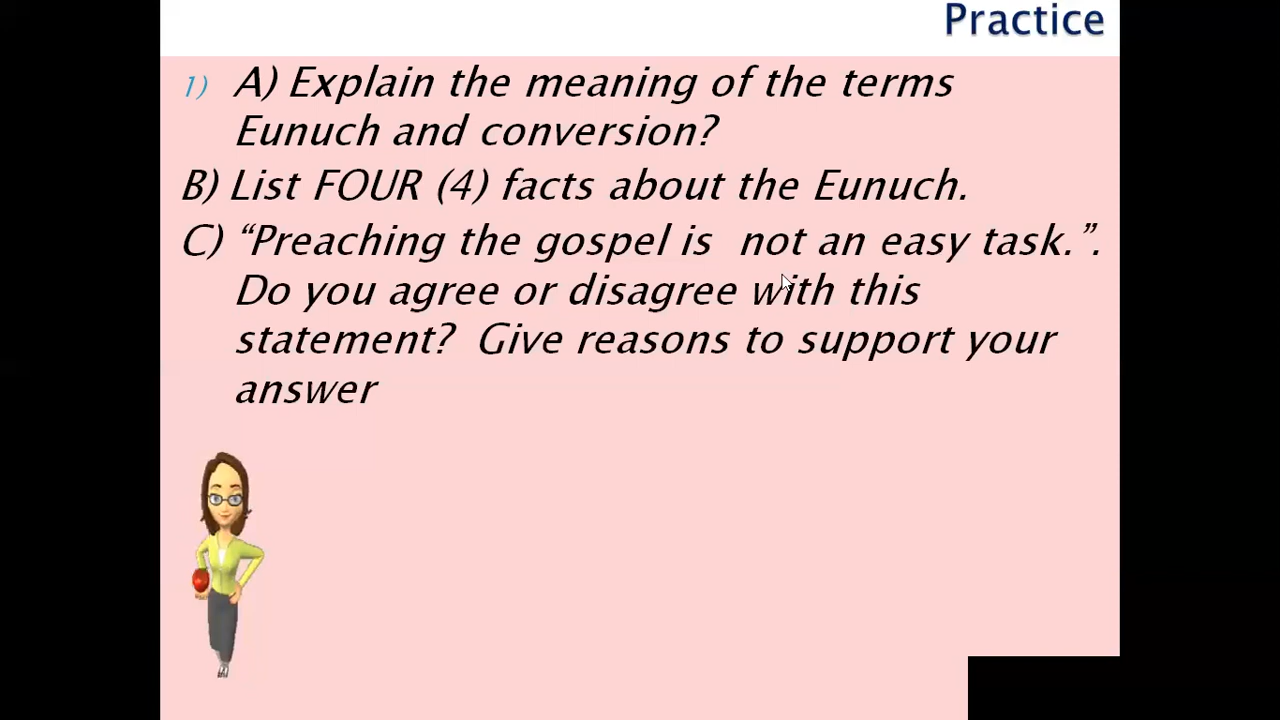 Practice
1) A) Explain the meaning of the terms
Eunuch and conversion?
B) List FOUR (4) facts about the Eunuch.
C) “Preaching the gospel is  not an easy task.”.
Do you agree or disagree with this
statement?  Give reasons to support your
answer